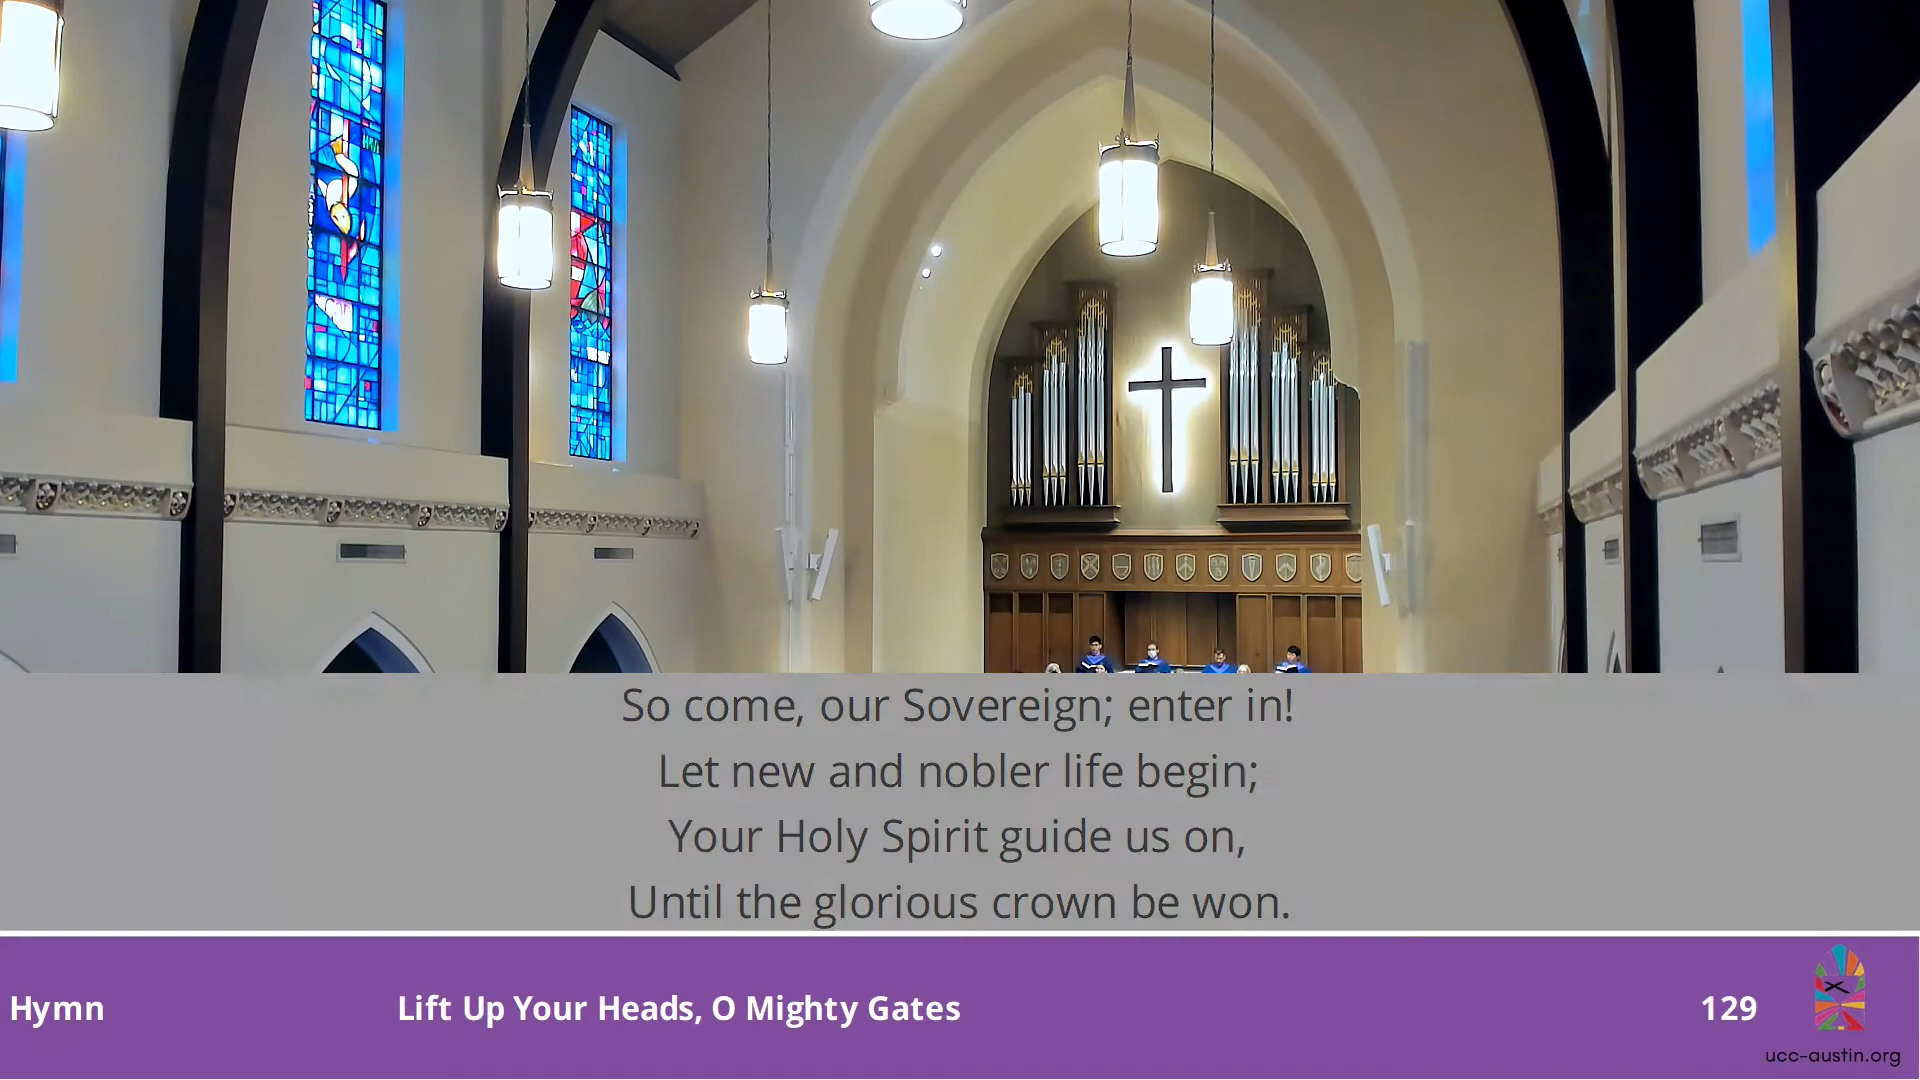 So come, our Sovereign; enter in!
Let new and nobler life begin;
Your Holy Spirit guide us on,
Until the glorious crown be won.
Hymn
Lift Up Your Heads, O Mighty Gates
129
ucc-austin.org